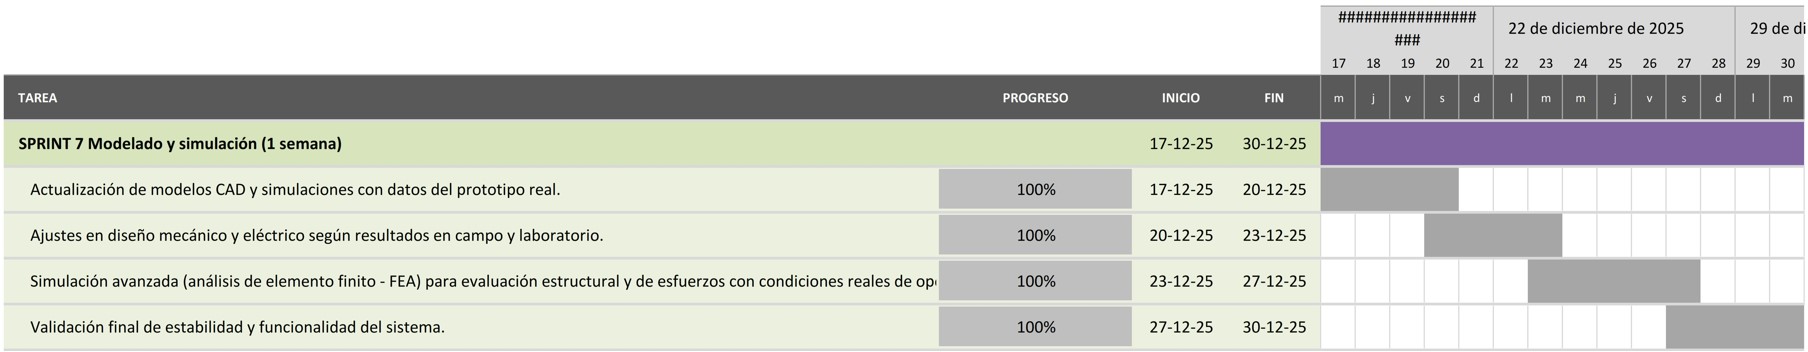 ################
###
22 de diciembre de 2025
29 de di
17 18 19 20 21 22 23 24 25 26 27 28 29 30
TAREA PROGRESO INICIO FIN m j v s d l m m j v s d l m
SPRINT 7 Modelado y simulación (1 semana) 17-12-25 30-12-25
Actualización de modelos CAD y simulaciones con datos del prototipo real. 100% 17-12-25 20-12-25
Ajustes en diseño mecánico y eléctrico según resultados en campo y laboratorio. 100% 20-12-25 23-12-25
Simulación avanzada (análisis de elemento finito - FEA) para evaluación estructural y de esfuerzos con condiciones reales de ope 100% 23-12-25 27-12-25
Validación final de estabilidad y funcionalidad del sistema. 100% 27-12-25 30-12-25